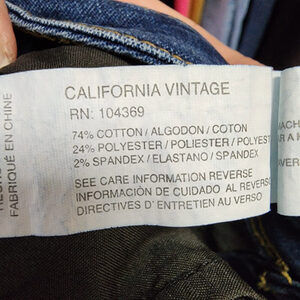 CALIFORNIA VINTAGE
RN: 104369
74% COTTON / ALGODON / COTON
24% POLYESTER / POLIESTER / POLYEST
2% SPANDEX / ELASTANO / SPANDEX
SEE CARE INFORMATION REVERSE
INFORMACIÓN DE CUIDADO AL REVERS
DIRECTIVES D' ENTRETIEN AU VERSO
FABRIQUÉ EN CHINE